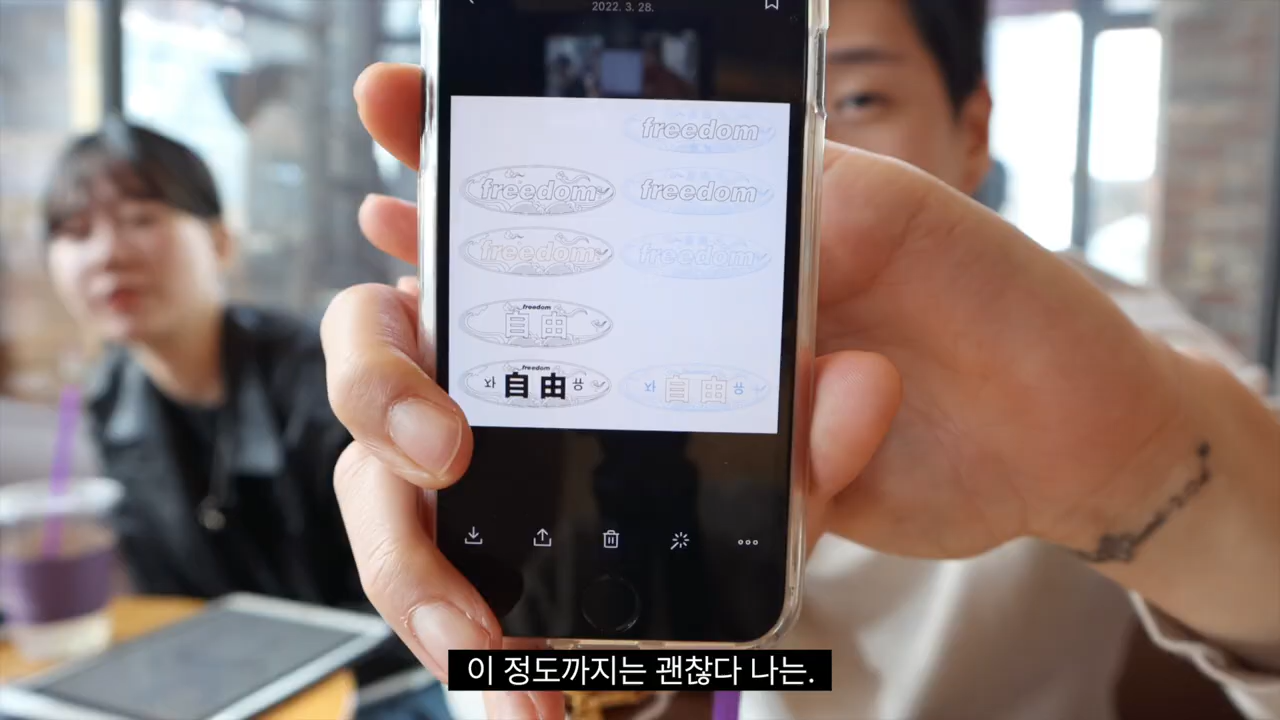 2022. 3. 28.
freedom
freedom freedom
freedom freedom
freedom
自由
freedom
자 自由 유 자 自由 유
이 정도까지는 괜찮다 나는.